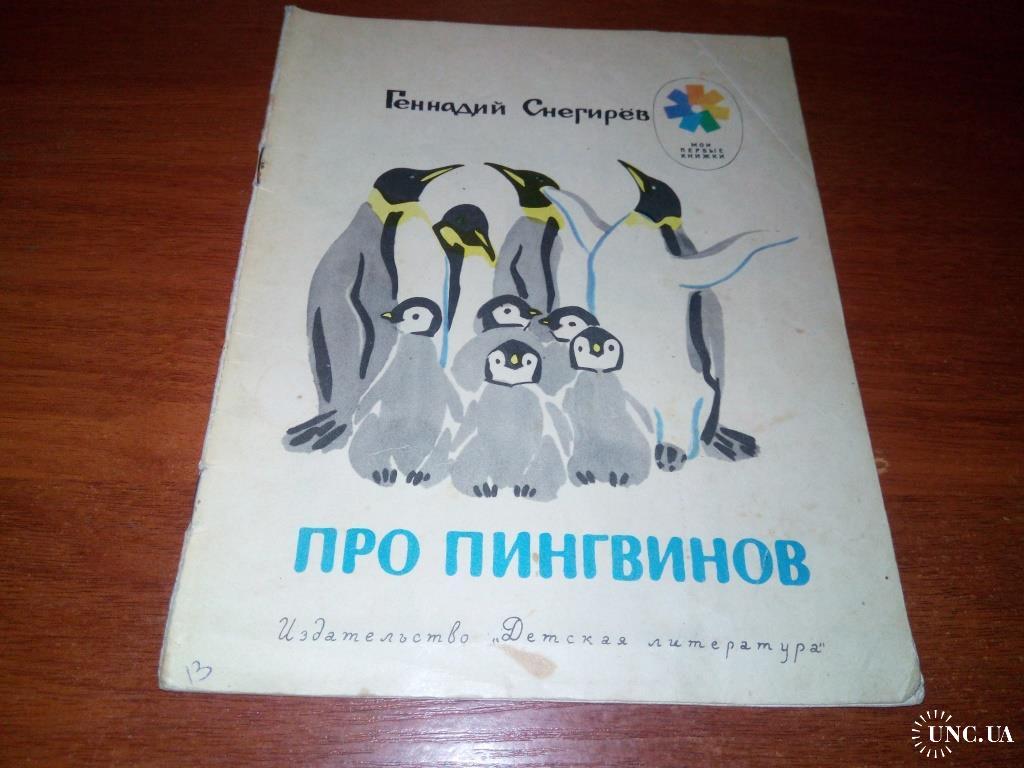 Геннадий Снегирёв
МОИ
ПЕРВЫЕ
КНИЖКИ
ПРО ПИНГВИНОВ
Издательство „Детская литература"
13
UNC.UA